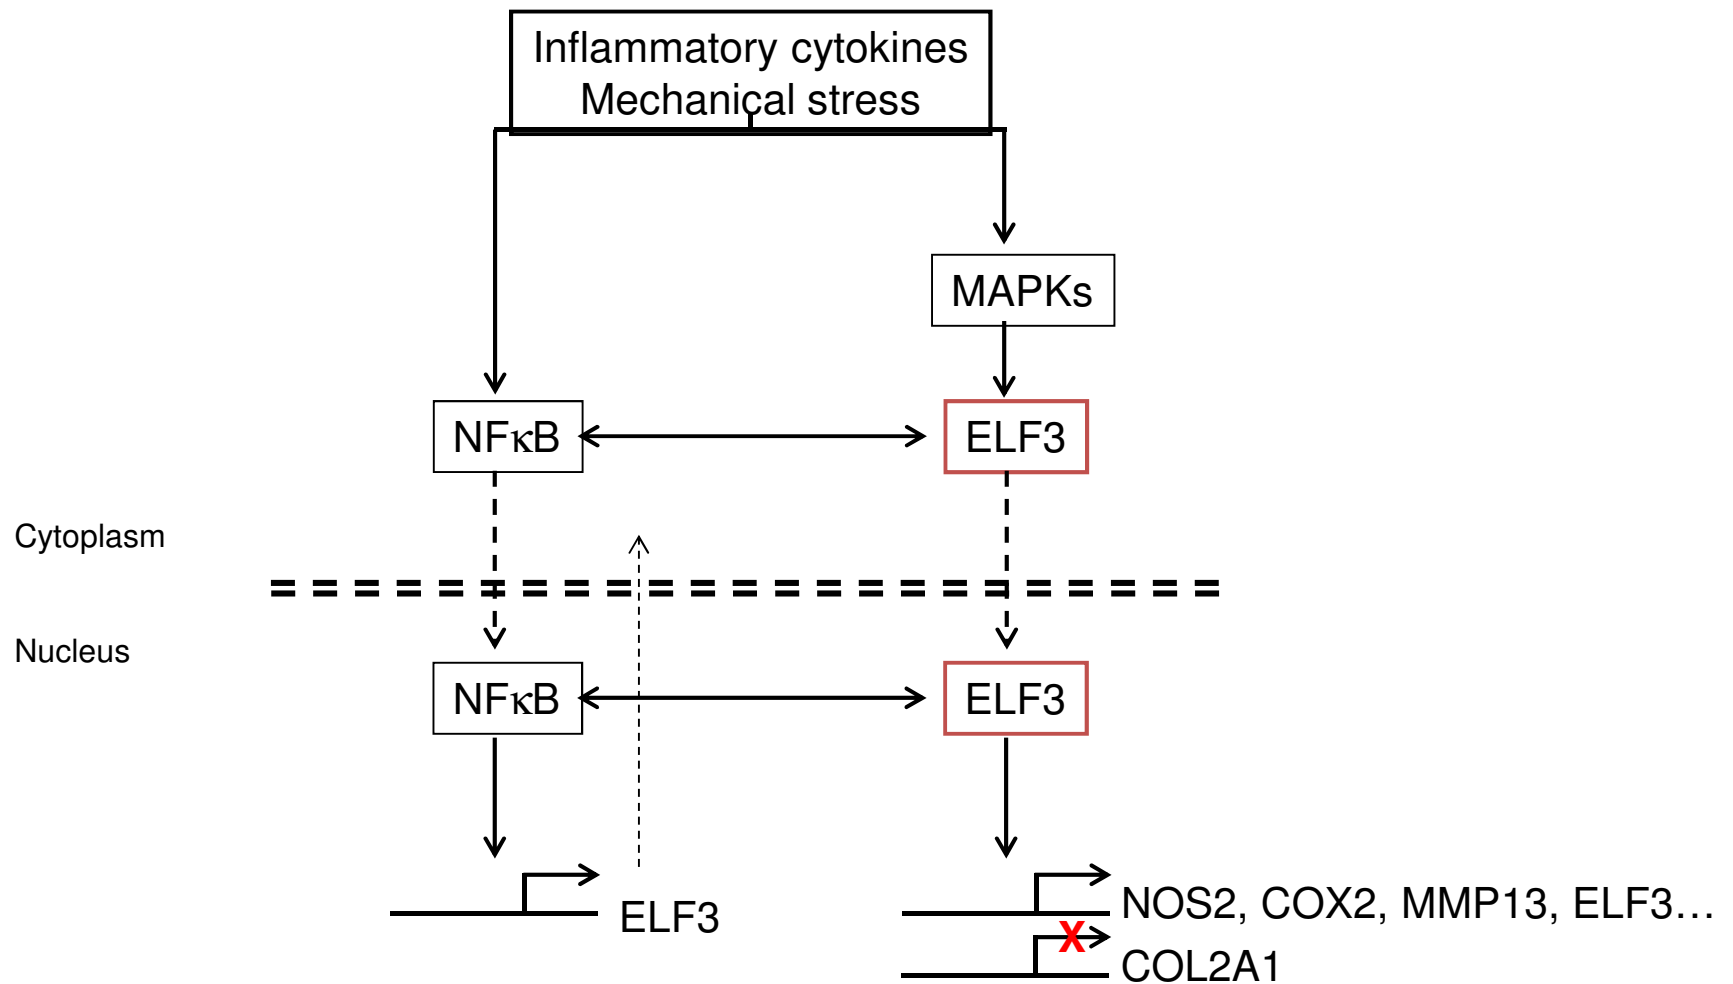 Inflammatory cytokines
Mechanical stress
MAPKs
NFκB
ELF3
Cytoplasm
Nucleus
NFκB
ELF3
ELF3
NOS2, COX2, MMP13, ELF3…
X
COL2A1